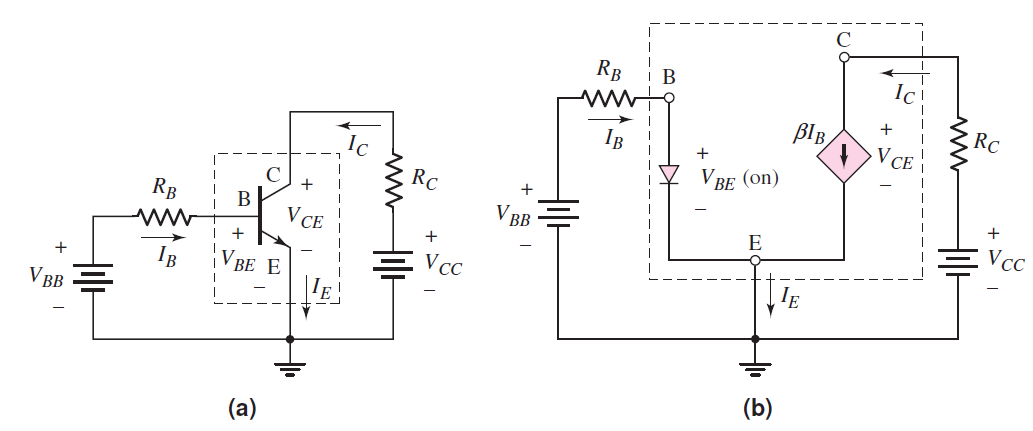 R_B
I_B
+
V_BB
–
B
C
E
+
V_BE
–
+
V_CE
–
I_E
I_C
R_C
+
V_CC
–
(a)
R_B
I_B
+
V_BB
–
B
C
E
+
V_BE (on)
–
βI_B
+
V_CE
–
I_E
I_C
R_C
+
V_CC
–
(b)